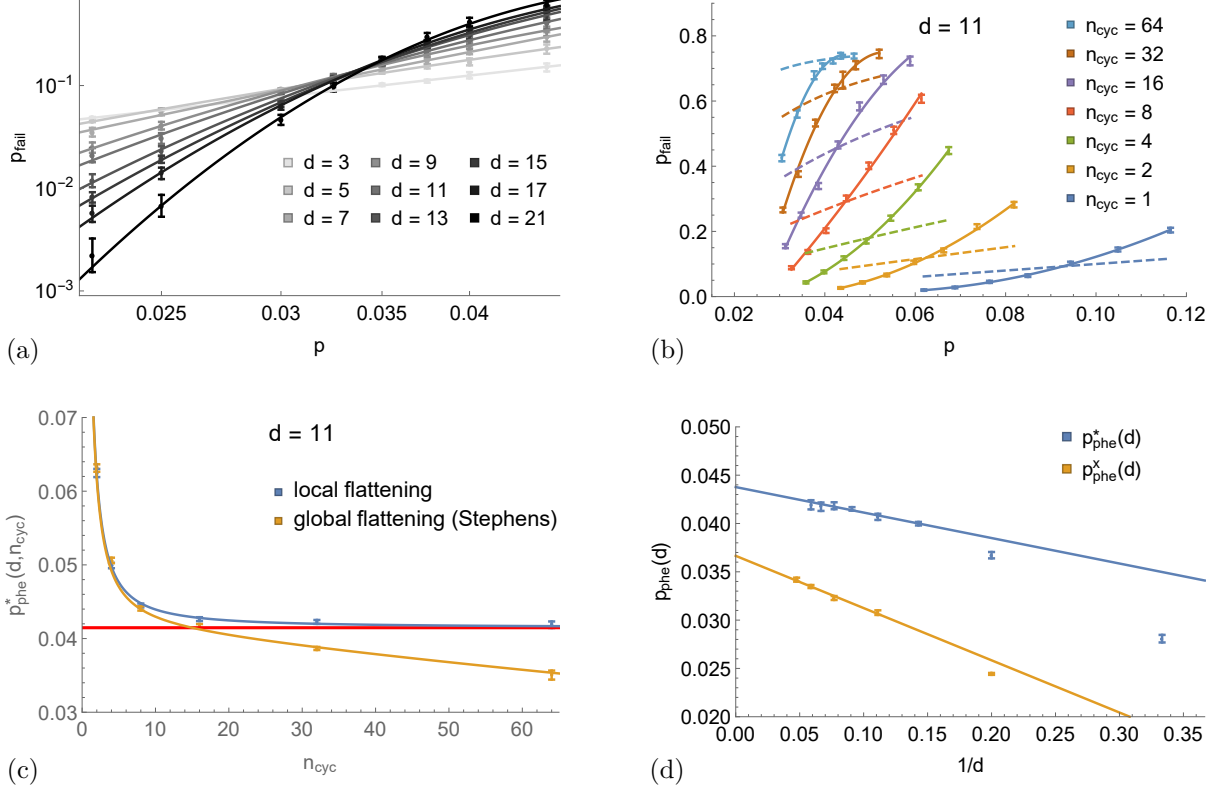 10⁻¹
10⁻²
10⁻³
p_fail
d = 3 d = 9 d = 15
d = 5 d = 11 d = 17
d = 7 d = 13 d = 21
0.025 0.03 0.035 0.04
p
(a)
d = 11
0.8
0.6
0.4
0.2
0.0
p_fail
n_cyc = 64
n_cyc = 32
n_cyc = 16
n_cyc = 8
n_cyc = 4
n_cyc = 2
n_cyc = 1
0.02 0.04 0.06 0.08 0.10 0.12
p
(b)
0.07
0.06
0.05
0.04
0.03
p*_phe(d,n_cyc)
d = 11
local flattening
global flattening (Stephens)
0 10 20 30 40 50 60
n_cyc
(c)
0.050
0.045
0.040
0.035
0.030
0.025
0.020
p_phe(d)
p*_phe(d)
pˣ_phe(d)
0.00 0.05 0.10 0.15 0.20 0.25 0.30 0.35
1/d
(d)